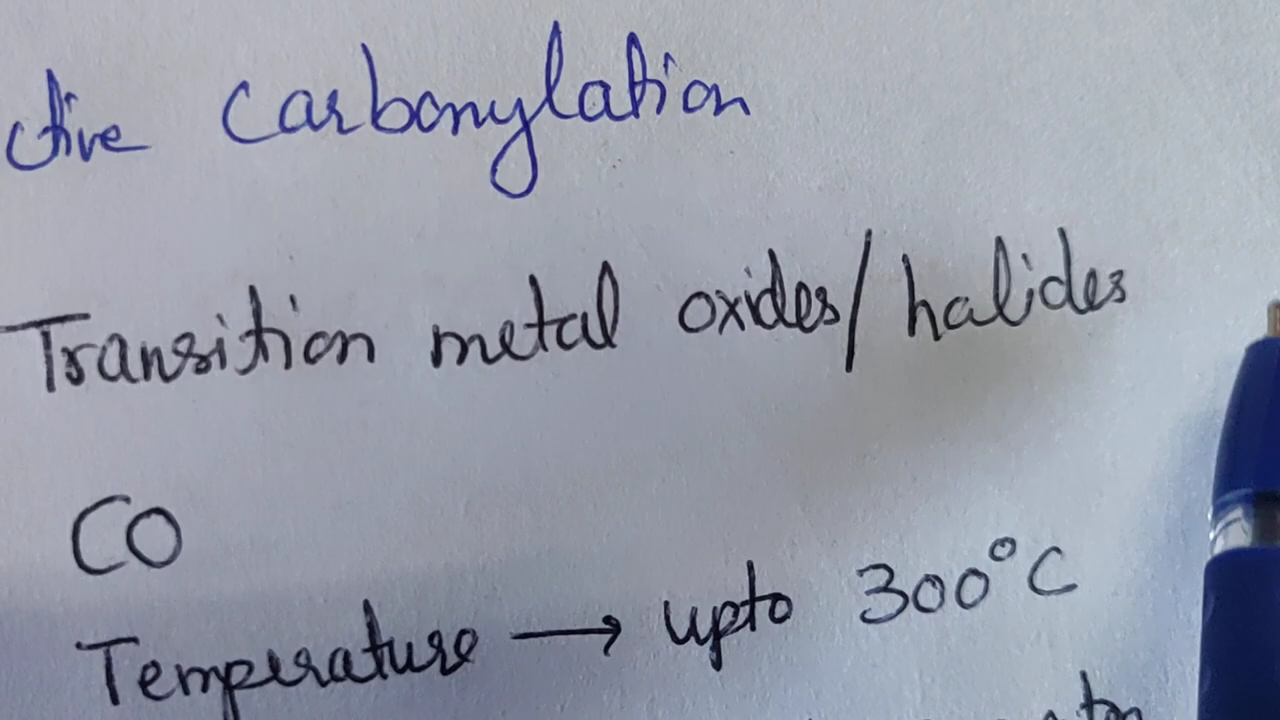 ctive Carbonylation
Transition metal oxides/halides
CO
Temperature → upto 300°C